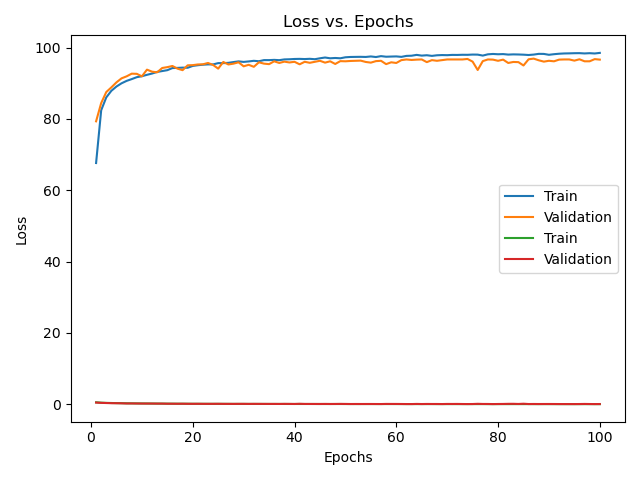 Loss vs. Epochs
Loss
100
80
60
40
20
0
Train
Validation
Train
Validation
0 20 40 60 80 100
Epochs